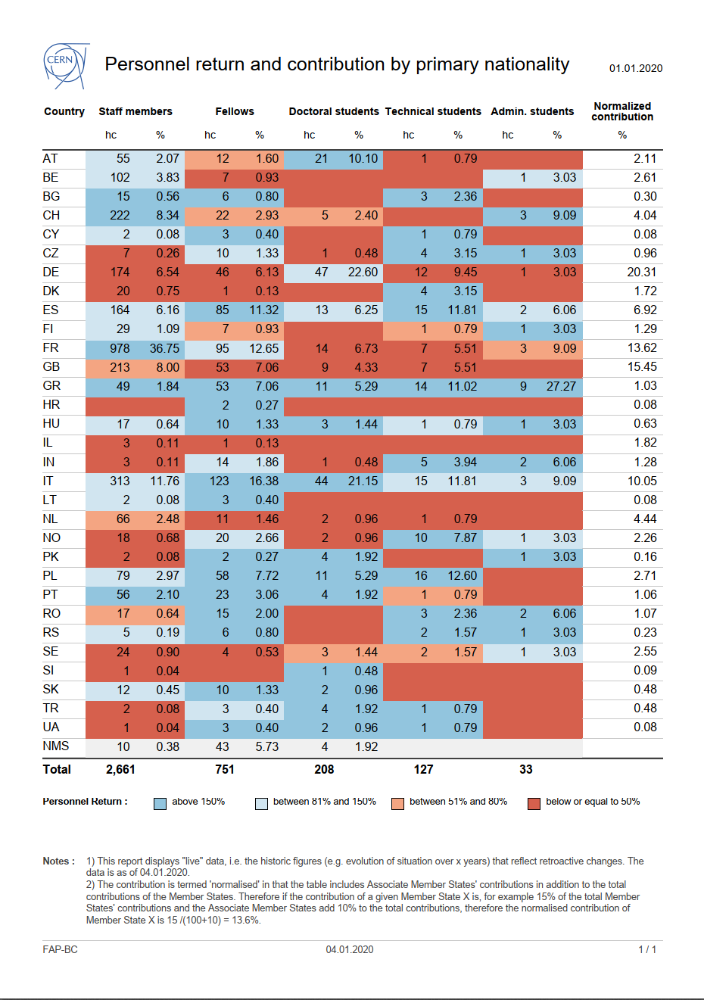 CERN
Personnel return and contribution by primary nationality 01.01.2020
Country Staff members Fellows Doctoral students Technical students Admin. students Normalized contribution
hc % hc % hc % hc % hc % %
AT 55 2.07 12 1.60 21 10.10 1 0.79 2.11
BE 102 3.83 7 0.93 1 3.03 2.61
BG 15 0.56 6 0.80 3 2.36 0.30
CH 222 8.34 22 2.93 5 2.40 3 9.09 4.04
CY 2 0.08 3 0.40 1 0.79 0.08
CZ 7 0.26 10 1.33 1 0.48 4 3.15 1 3.03 0.96
DE 174 6.54 46 6.13 47 22.60 12 9.45 1 3.03 20.31
DK 20 0.75 1 0.13 4 3.15 1.72
ES 164 6.16 85 11.32 13 6.25 15 11.81 2 6.06 6.92
FI 29 1.09 7 0.93 1 0.79 1 3.03 1.29
FR 978 36.75 95 12.65 14 6.73 7 5.51 3 9.09 13.62
GB 213 8.00 53 7.06 9 4.33 7 5.51 15.45
GR 49 1.84 53 7.06 11 5.29 14 11.02 9 27.27 1.03
HR 2 0.27 0.08
HU 17 0.64 10 1.33 3 1.44 1 0.79 1 3.03 0.63
IL 3 0.11 1 0.13 1.82
IN 3 0.11 14 1.86 1 0.48 5 3.94 2 6.06 1.28
IT 313 11.76 123 16.38 44 21.15 15 11.81 3 9.09 10.05
LT 2 0.08 3 0.40 0.08
NL 66 2.48 11 1.46 2 0.96 1 0.79 4.44
NO 18 0.68 20 2.66 2 0.96 10 7.87 1 3.03 2.26
PK 2 0.08 2 0.27 4 1.92 1 3.03 0.16
PL 79 2.97 58 7.72 11 5.29 16 12.60 2.71
PT 56 2.10 23 3.06 4 1.92 1 0.79 1.06
RO 17 0.64 15 2.00 3 2.36 2 6.06 1.07
RS 5 0.19 6 0.80 2 1.57 1 3.03 0.23
SE 24 0.90 4 0.53 3 1.44 2 1.57 1 3.03 2.55
SI 1 0.04 1 0.48 0.09
SK 12 0.45 10 1.33 2 0.96 0.48
TR 2 0.08 3 0.40 4 1.92 1 0.79 0.48
UA 1 0.04 3 0.40 2 0.96 1 0.79 0.08
NMS 10 0.38 43 5.73 4 1.92
Total 2,661 751 208 127 33
Personnel Return : above 150% between 81% and 150% between 51% and 80% below or equal to 50%
Notes : 1) This report displays "live" data, i.e. the historic figures (e.g. evolution of situation over x years) that reflect retroactive changes. The
data is as of 04.01.2020.
2) The contribution is termed 'normalised' in that the table includes Associate Member States' contributions in addition to the total
contributions of the Member States. Therefore if the contribution of a given Member State X is, for example 15% of the total Member
States' contributions and the Associate Member States add 10% to the total contributions, therefore the normalised contribution of
Member State X is 15 /(100+10) = 13.6%.
FAP-BC 04.01.2020 1 / 1